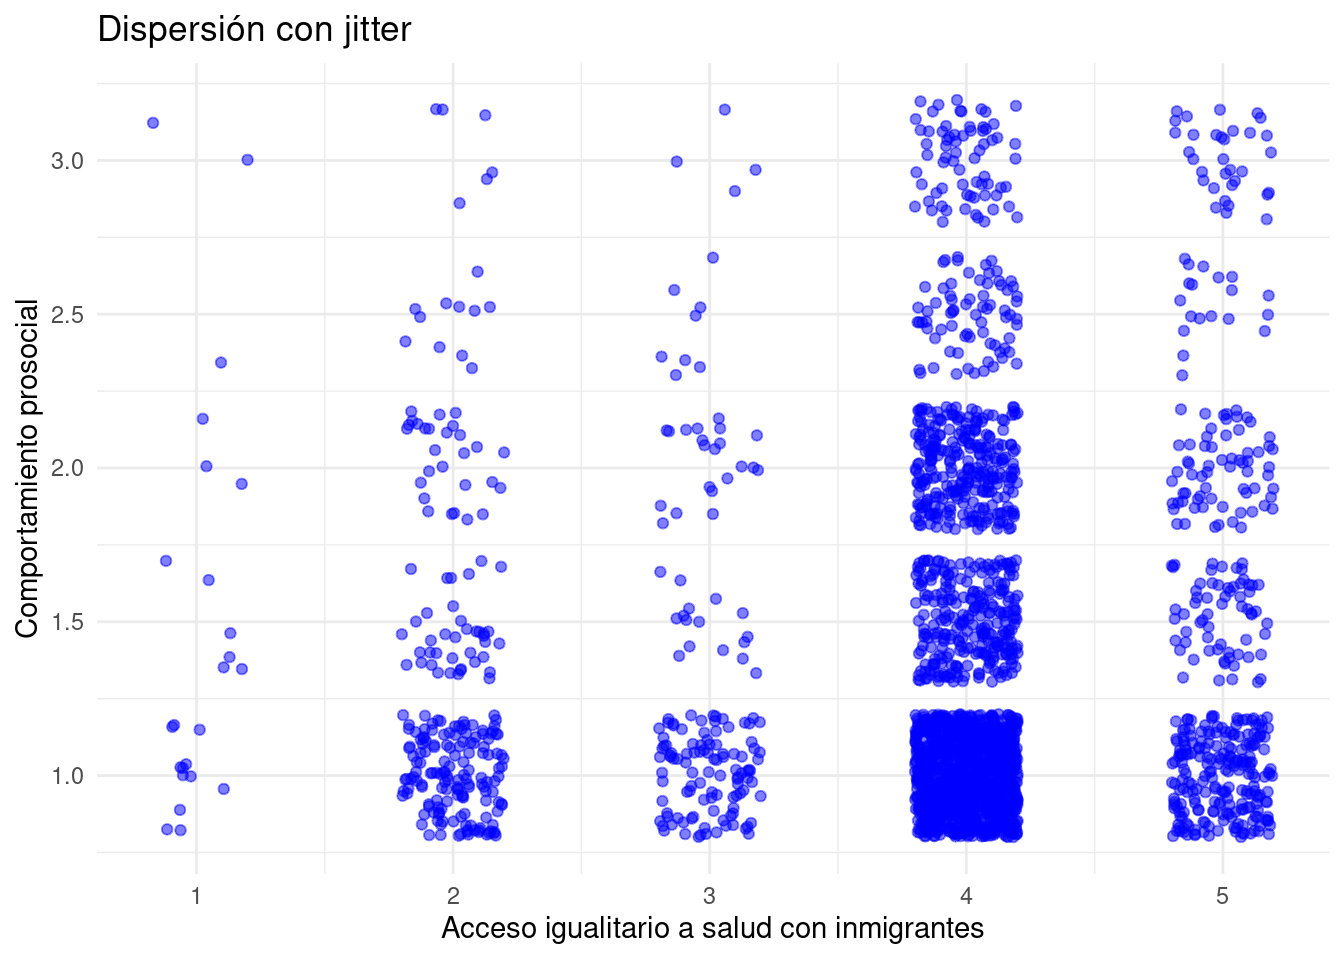 Dispersión con jitter
Comportamiento prosocial
3.0
2.5
2.0
1.5
1.0
1 2 3 4 5
Acceso igualitario a salud con inmigrantes